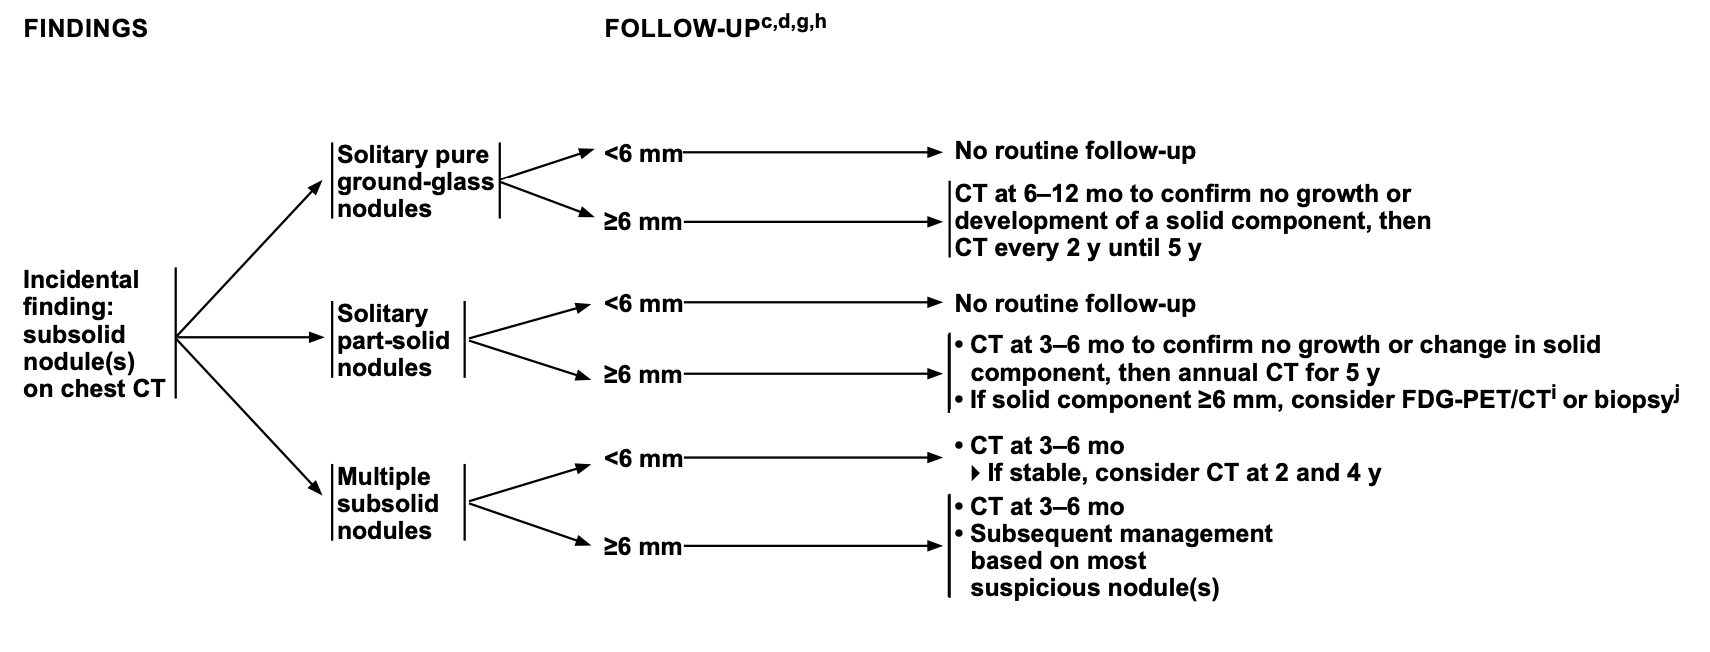 FINDINGS
FOLLOW-UPc,d,g,h
Incidental
finding:
subsolid
nodule(s)
on chest CT
Solitary pure
ground-glass
nodules
<6 mm
No routine follow-up
≥6 mm
CT at 6–12 mo to confirm no growth or
development of a solid component, then
CT every 2 y until 5 y
Solitary
part-solid
nodules
<6 mm
No routine follow-up
≥6 mm
• CT at 3–6 mo to confirm no growth or change in solid
component, then annual CT for 5 y
• If solid component ≥6 mm, consider FDG-PET/CTi or biopsyj
Multiple
subsolid
nodules
<6 mm
• CT at 3–6 mo
If stable, consider CT at 2 and 4 y
≥6 mm
• CT at 3–6 mo
• Subsequent management
based on most
suspicious nodule(s)